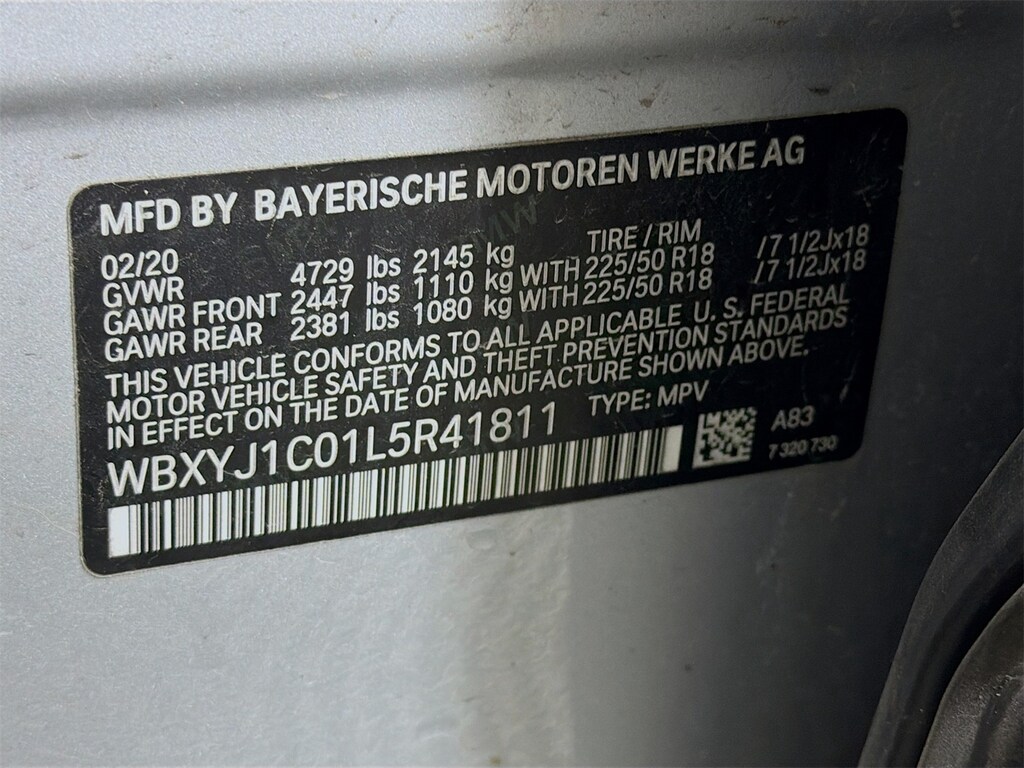 MFD BY BAYERISCHE MOTOREN WERKE AG
02/20 TIRE / RIM
GVWR 4729 lbs 2145 kg
GAWR FRONT 2447 lbs 1110 kg WITH 225/50 R18 /7 1/2Jx18
GAWR REAR 2381 lbs 1080 kg WITH 225/50 R18 /7 1/2Jx18
THIS VEHICLE CONFORMS TO ALL APPLICABLE U. S. FEDERAL
MOTOR VEHICLE SAFETY AND THEFT PREVENTION STANDARDS
IN EFFECT ON THE DATE OF MANUFACTURE SHOWN ABOVE.
WBXYJ1C01L5R41811 TYPE: MPV
A83
7 320 730